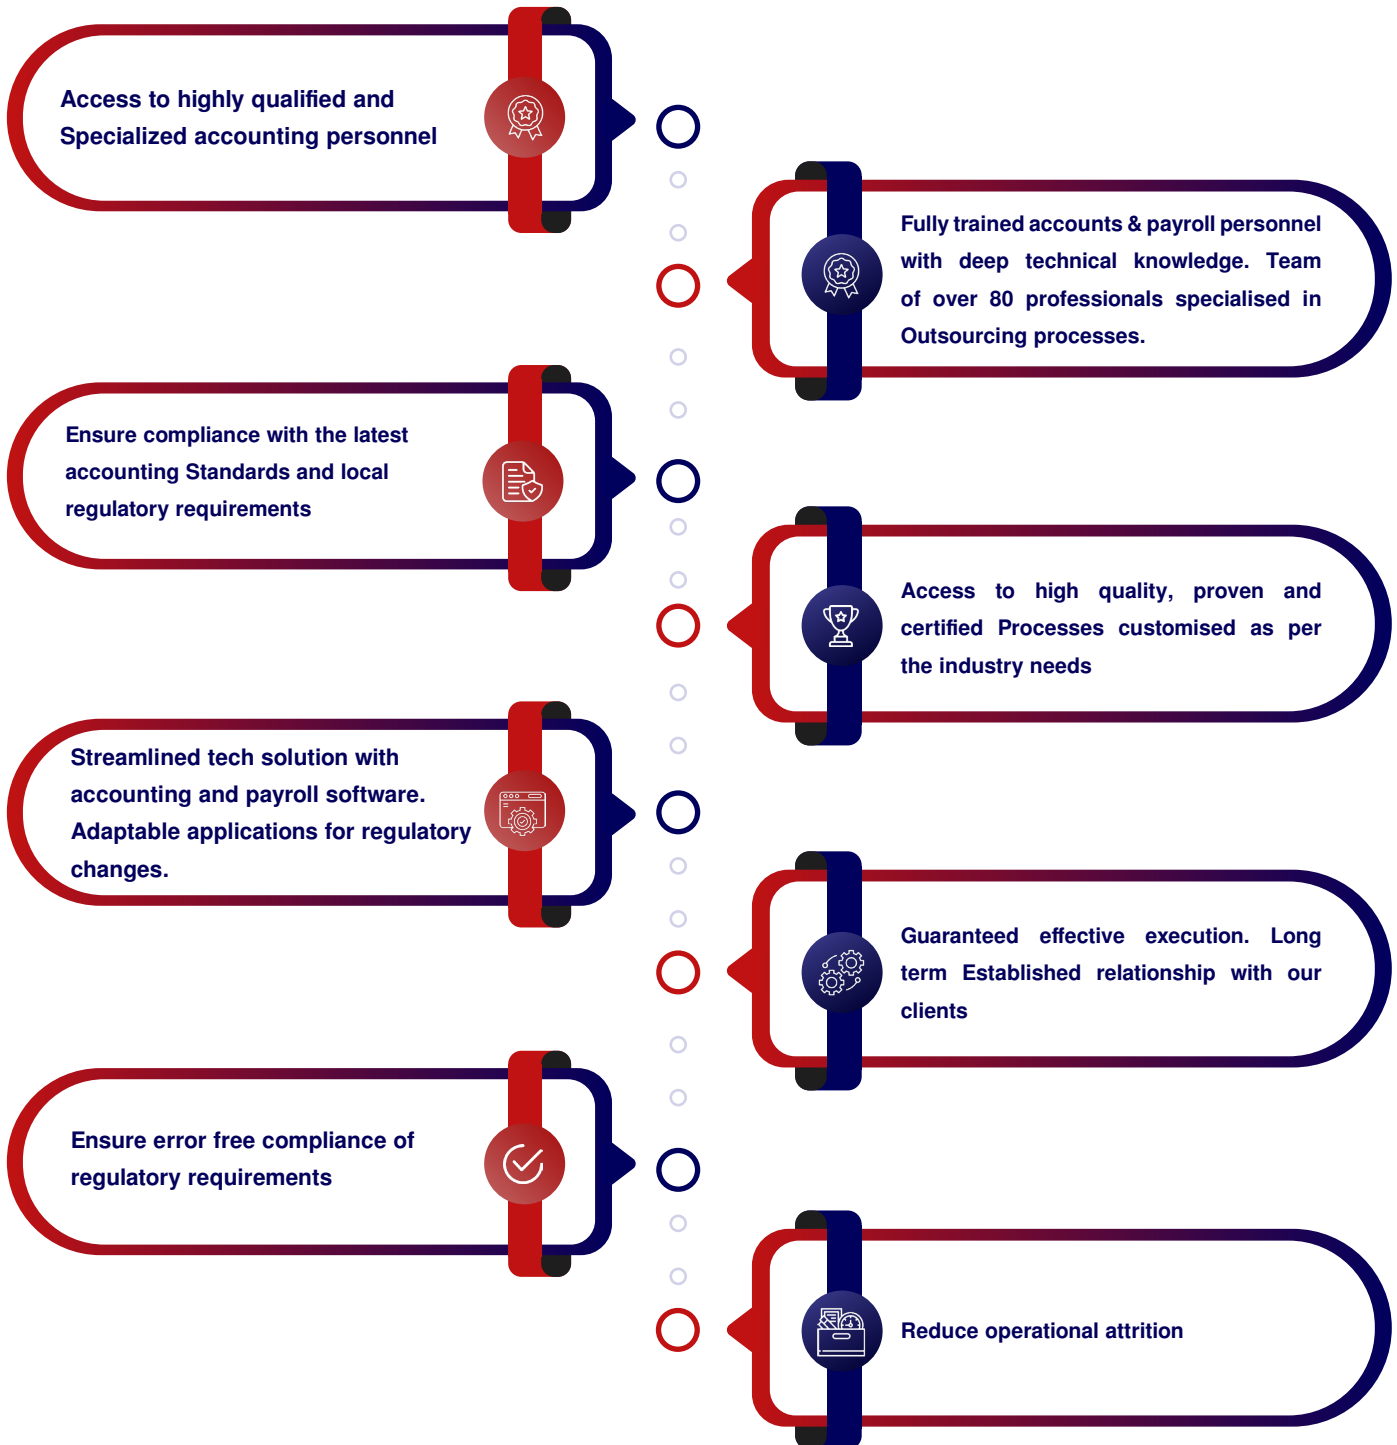 Access to highly qualified and
Specialized accounting personnel
Fully trained accounts & payroll personnel
with deep technical knowledge. Team
of over 80 professionals specialised in
Outsourcing processes.
Ensure compliance with the latest
accounting Standards and local
regulatory requirements
Access to high quality, proven and
certified Processes customised as per
the industry needs
Streamlined tech solution with
accounting and payroll software.
Adaptable applications for regulatory
changes.
Guaranteed effective execution. Long
term Established relationship with our
clients
Ensure error free compliance of
regulatory requirements
Reduce operational attrition